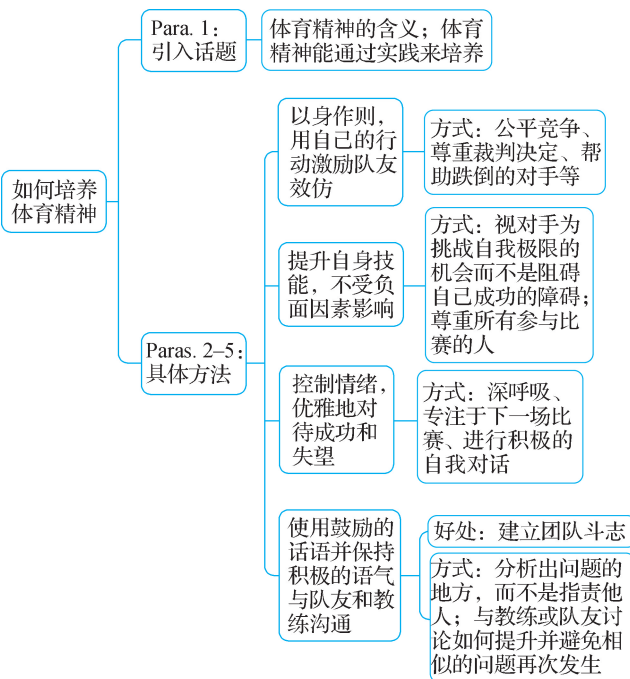 如何培养
体育精神
Para. 1：
引入话题
体育精神的含义；体育
精神能通过实践来培养
Paras. 2–5：
具体方法
以身作则，
用自己的行
动激励队友
效仿
方式：公平竞争、
尊重裁判决定、帮
助跌倒的对手等
提升自身技
能，不受负
面因素影响
方式：视对手为
挑战自我极限的
机会而不是阻碍
自己成功的障碍；
尊重所有参与比
赛的人
控制情绪，
优雅地对
待成功和
失望
方式：深呼吸、
专注于下一场比
赛、进行积极的
自我对话
使用鼓励的
话语并保持
积极的语气
与队友和教
练沟通
好处：建立团队斗志
方式：分析出问题的
地方，而不是指责他
人；与教练或队友讨
论如何提升并避免相
似的问题再次发生